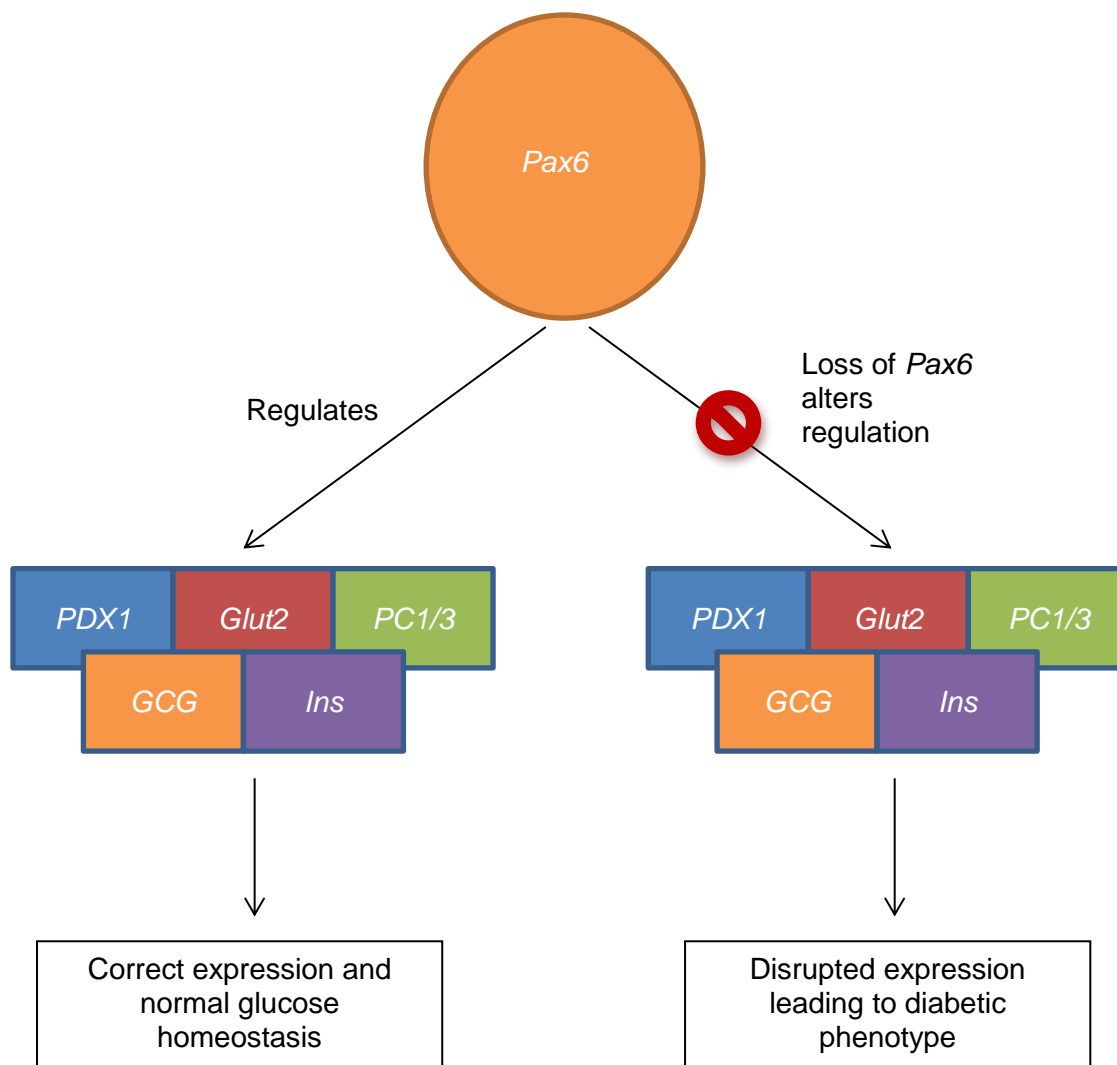 Pax6
Regulates
Loss of Pax6
alters
regulation
PDX1 Glut2 PC1/3
GCG Ins
PDX1 Glut2 PC1/3
GCG Ins
Correct expression and
normal glucose
homeostasis
Disrupted expression
leading to diabetic
phenotype